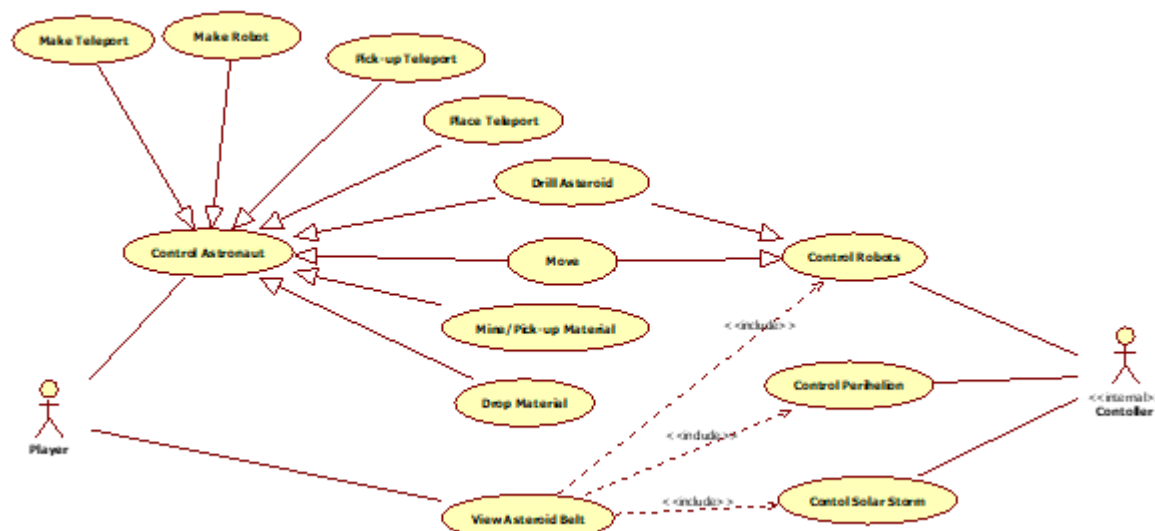 Make Teleport
Make Robot
Pick-up Teleport
Place Teleport
Drill Asteroid
Control Astronaut
Move
Control Robots
Mine/Pick-up Material
< <include> >
Control Perihelion
<<internal>
Contoller
Drop Material
Player
< <include>>
View Asteroid Belt
< <include> >
Contol Solar Storm